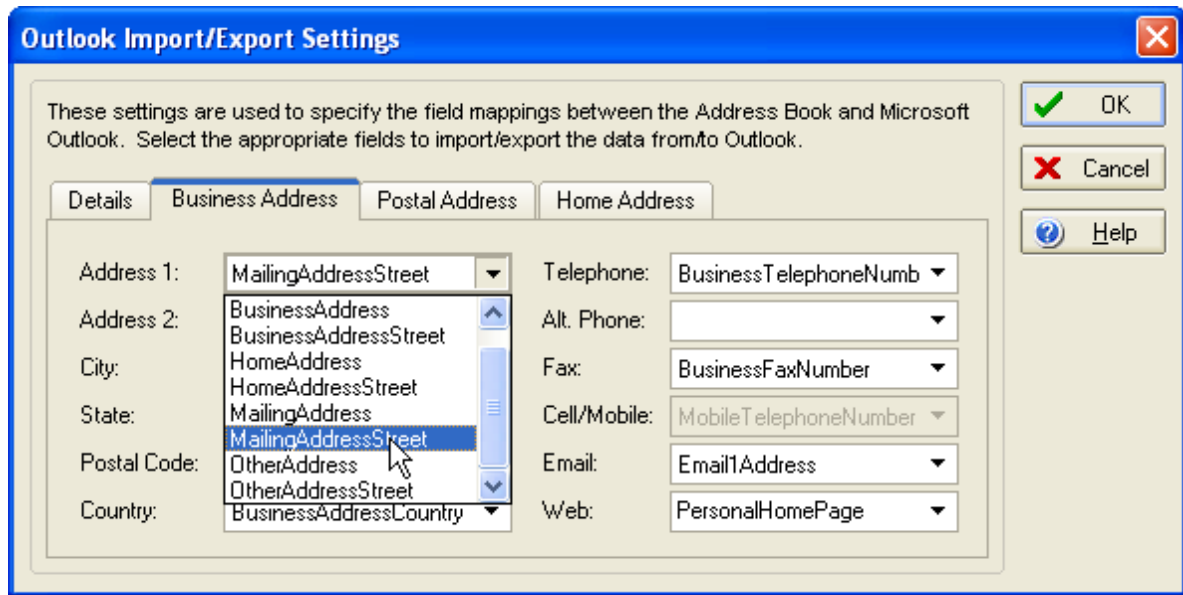 Outlook Import/Export Settings
These settings are used to specify the field mappings between the Address Book and Microsoft
Outlook.  Select the appropriate fields to import/export the data from/to Outlook.
OK
Cancel
Help
Details
Business Address
Postal Address
Home Address
Address 1:
MailingAddressStreet
BusinessAddress
BusinessAddressStreet
HomeAddress
HomeAddressStreet
MailingAddress
MailingAddressStreet
OtherAddress
OtherAddressStreet
Address 2:
City:
State:
Postal Code:
Country:
BusinessAddressCountry
Telephone:
BusinessTelephoneNumb
Alt. Phone:
Fax:
BusinessFaxNumber
Cell/Mobile:
MobileTelephoneNumber
Email:
Email1Address
Web:
PersonalHomePage